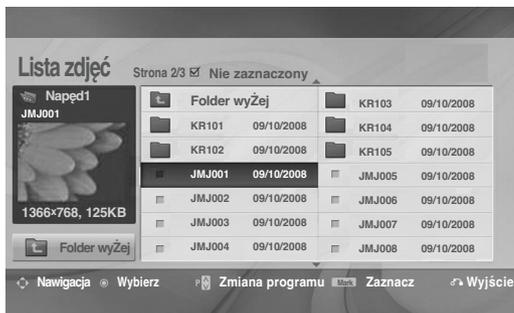 Lista zdjęć Strona 2/3 Nie zaznaczony
Napęd1
JMJ001
1366x768, 125KB
Folder wyŻej
Folder wyŻej
KR101 09/10/2008
KR102 09/10/2008
JMJ001 09/10/2008
JMJ002 09/10/2008
JMJ003 09/10/2008
JMJ004 09/10/2008
KR103 09/10/2008
KR104 09/10/2008
KR105 09/10/2008
JMJ005 09/10/2008
JMJ006 09/10/2008
JMJ007 09/10/2008
JMJ008 09/10/2008
Nawigacja Wybierz P Zmiana programu Mark Zaznacz Wyjście